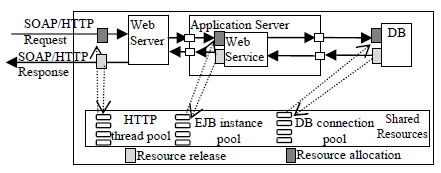 SOAP/HTTP
Request
SOAP/HTTP
Response
Web
Server
Application Server
Web
Service
DB
HTTP
thread pool
EJB instance
pool
DB connection
pool
Shared
Resources
Resource release
Resource allocation